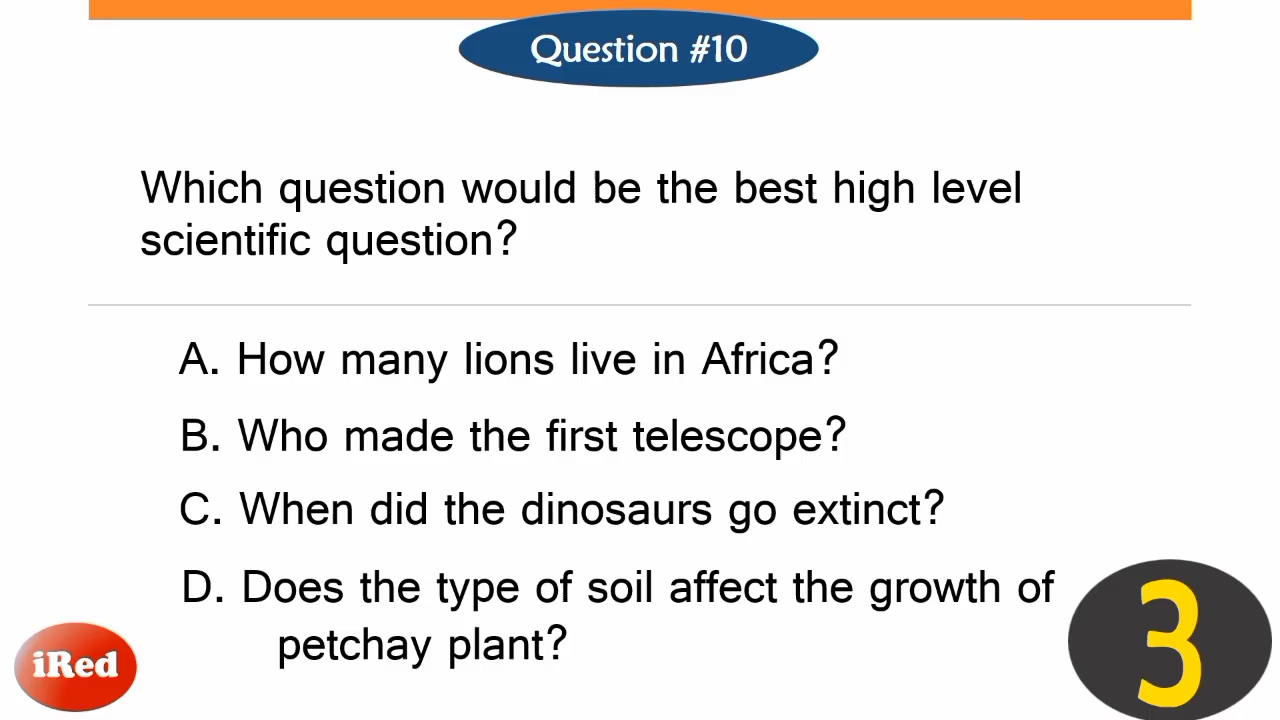 Question #10
Which question would be the best high level
scientific question?
A. How many lions live in Africa?
B. Who made the first telescope?
C. When did the dinosaurs go extinct?
D. Does the type of soil affect the growth of
petchay plant?
iRed
3